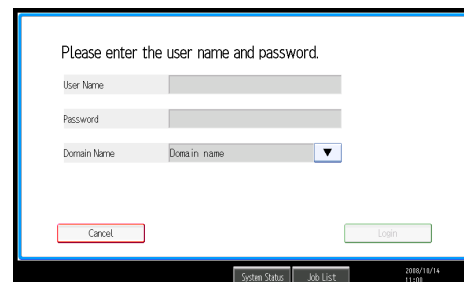 Please enter the user name and password.
User Name
Password
Domain Name Domain name ▼
Cancel Login
System Status Job List 2008/10/14
11:00